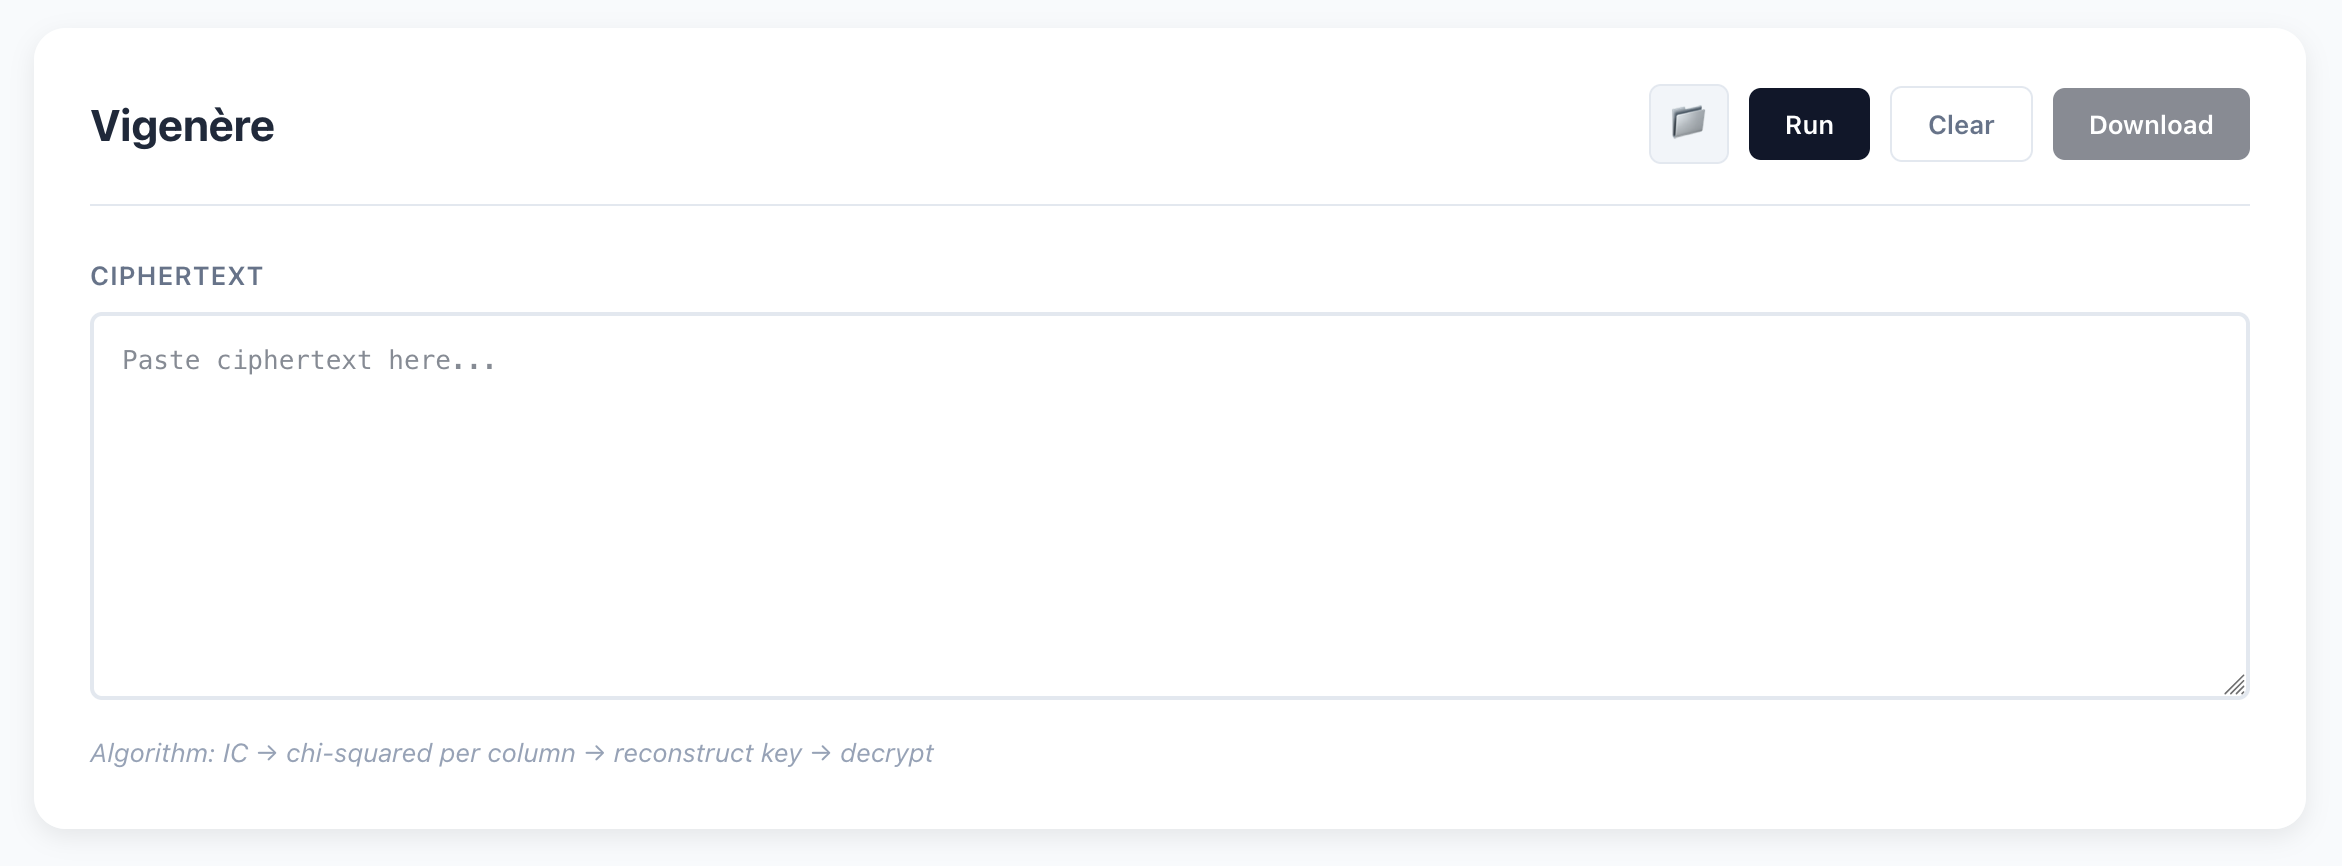 Vigenère
Run
Clear
Download
CIPHERTEXT
Paste ciphertext here...
Algorithm: IC → chi-squared per column → reconstruct key → decrypt